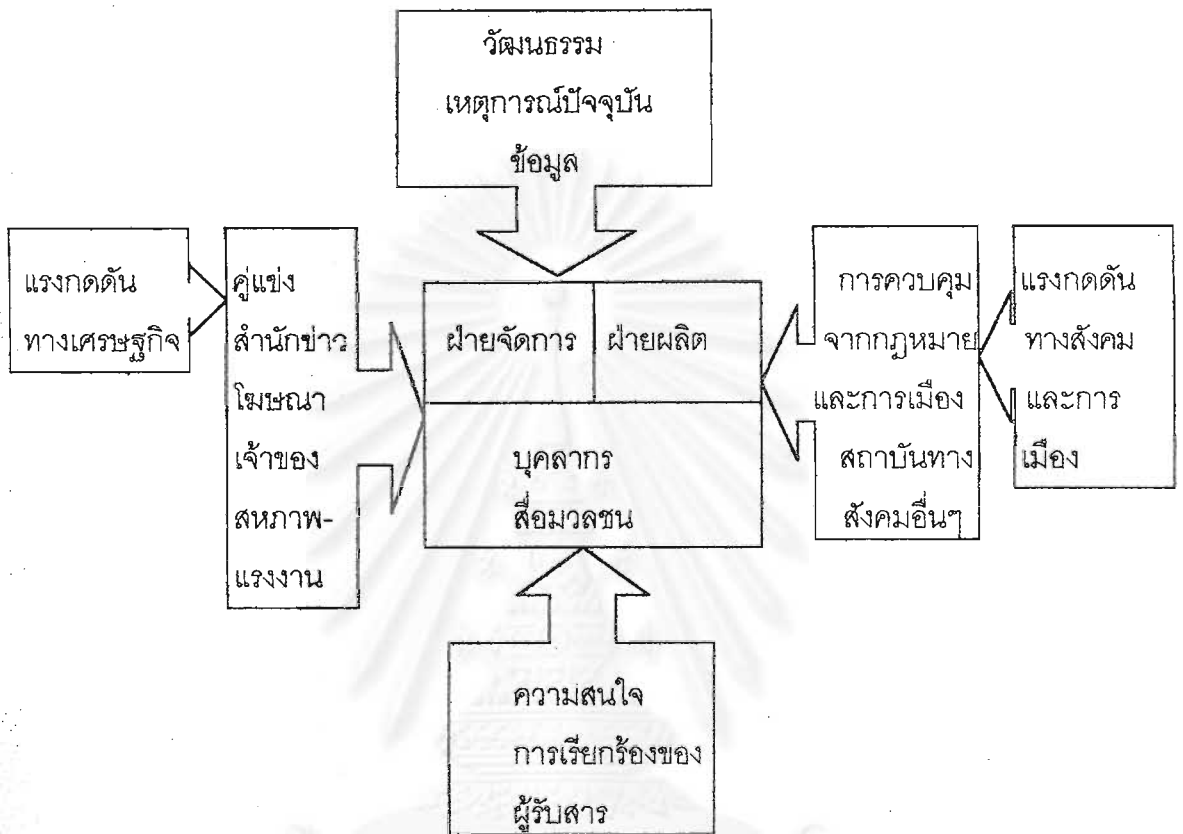 วัฒนธรรม
เหตุการณ์ปัจจุบัน
ข้อมูล
แรงกดดัน
ทางเศรษฐกิจ
คู่แข่ง
สำนักข่าว
โฆษณา
เจ้าของ
สหภาพ-
แรงงาน
ฝ่ายจัดการ
ฝ่ายผลิต
บุคลากร
สื่อมวลชน
การควบคุม
จากกฎหมาย
และการเมือง
สถาบันทาง
สังคมอื่นๆ
แรงกดดัน
ทางสังคม
และการ
เมือง
ความสนใจ
การเรียกร้องของ
ผู้รับสาร